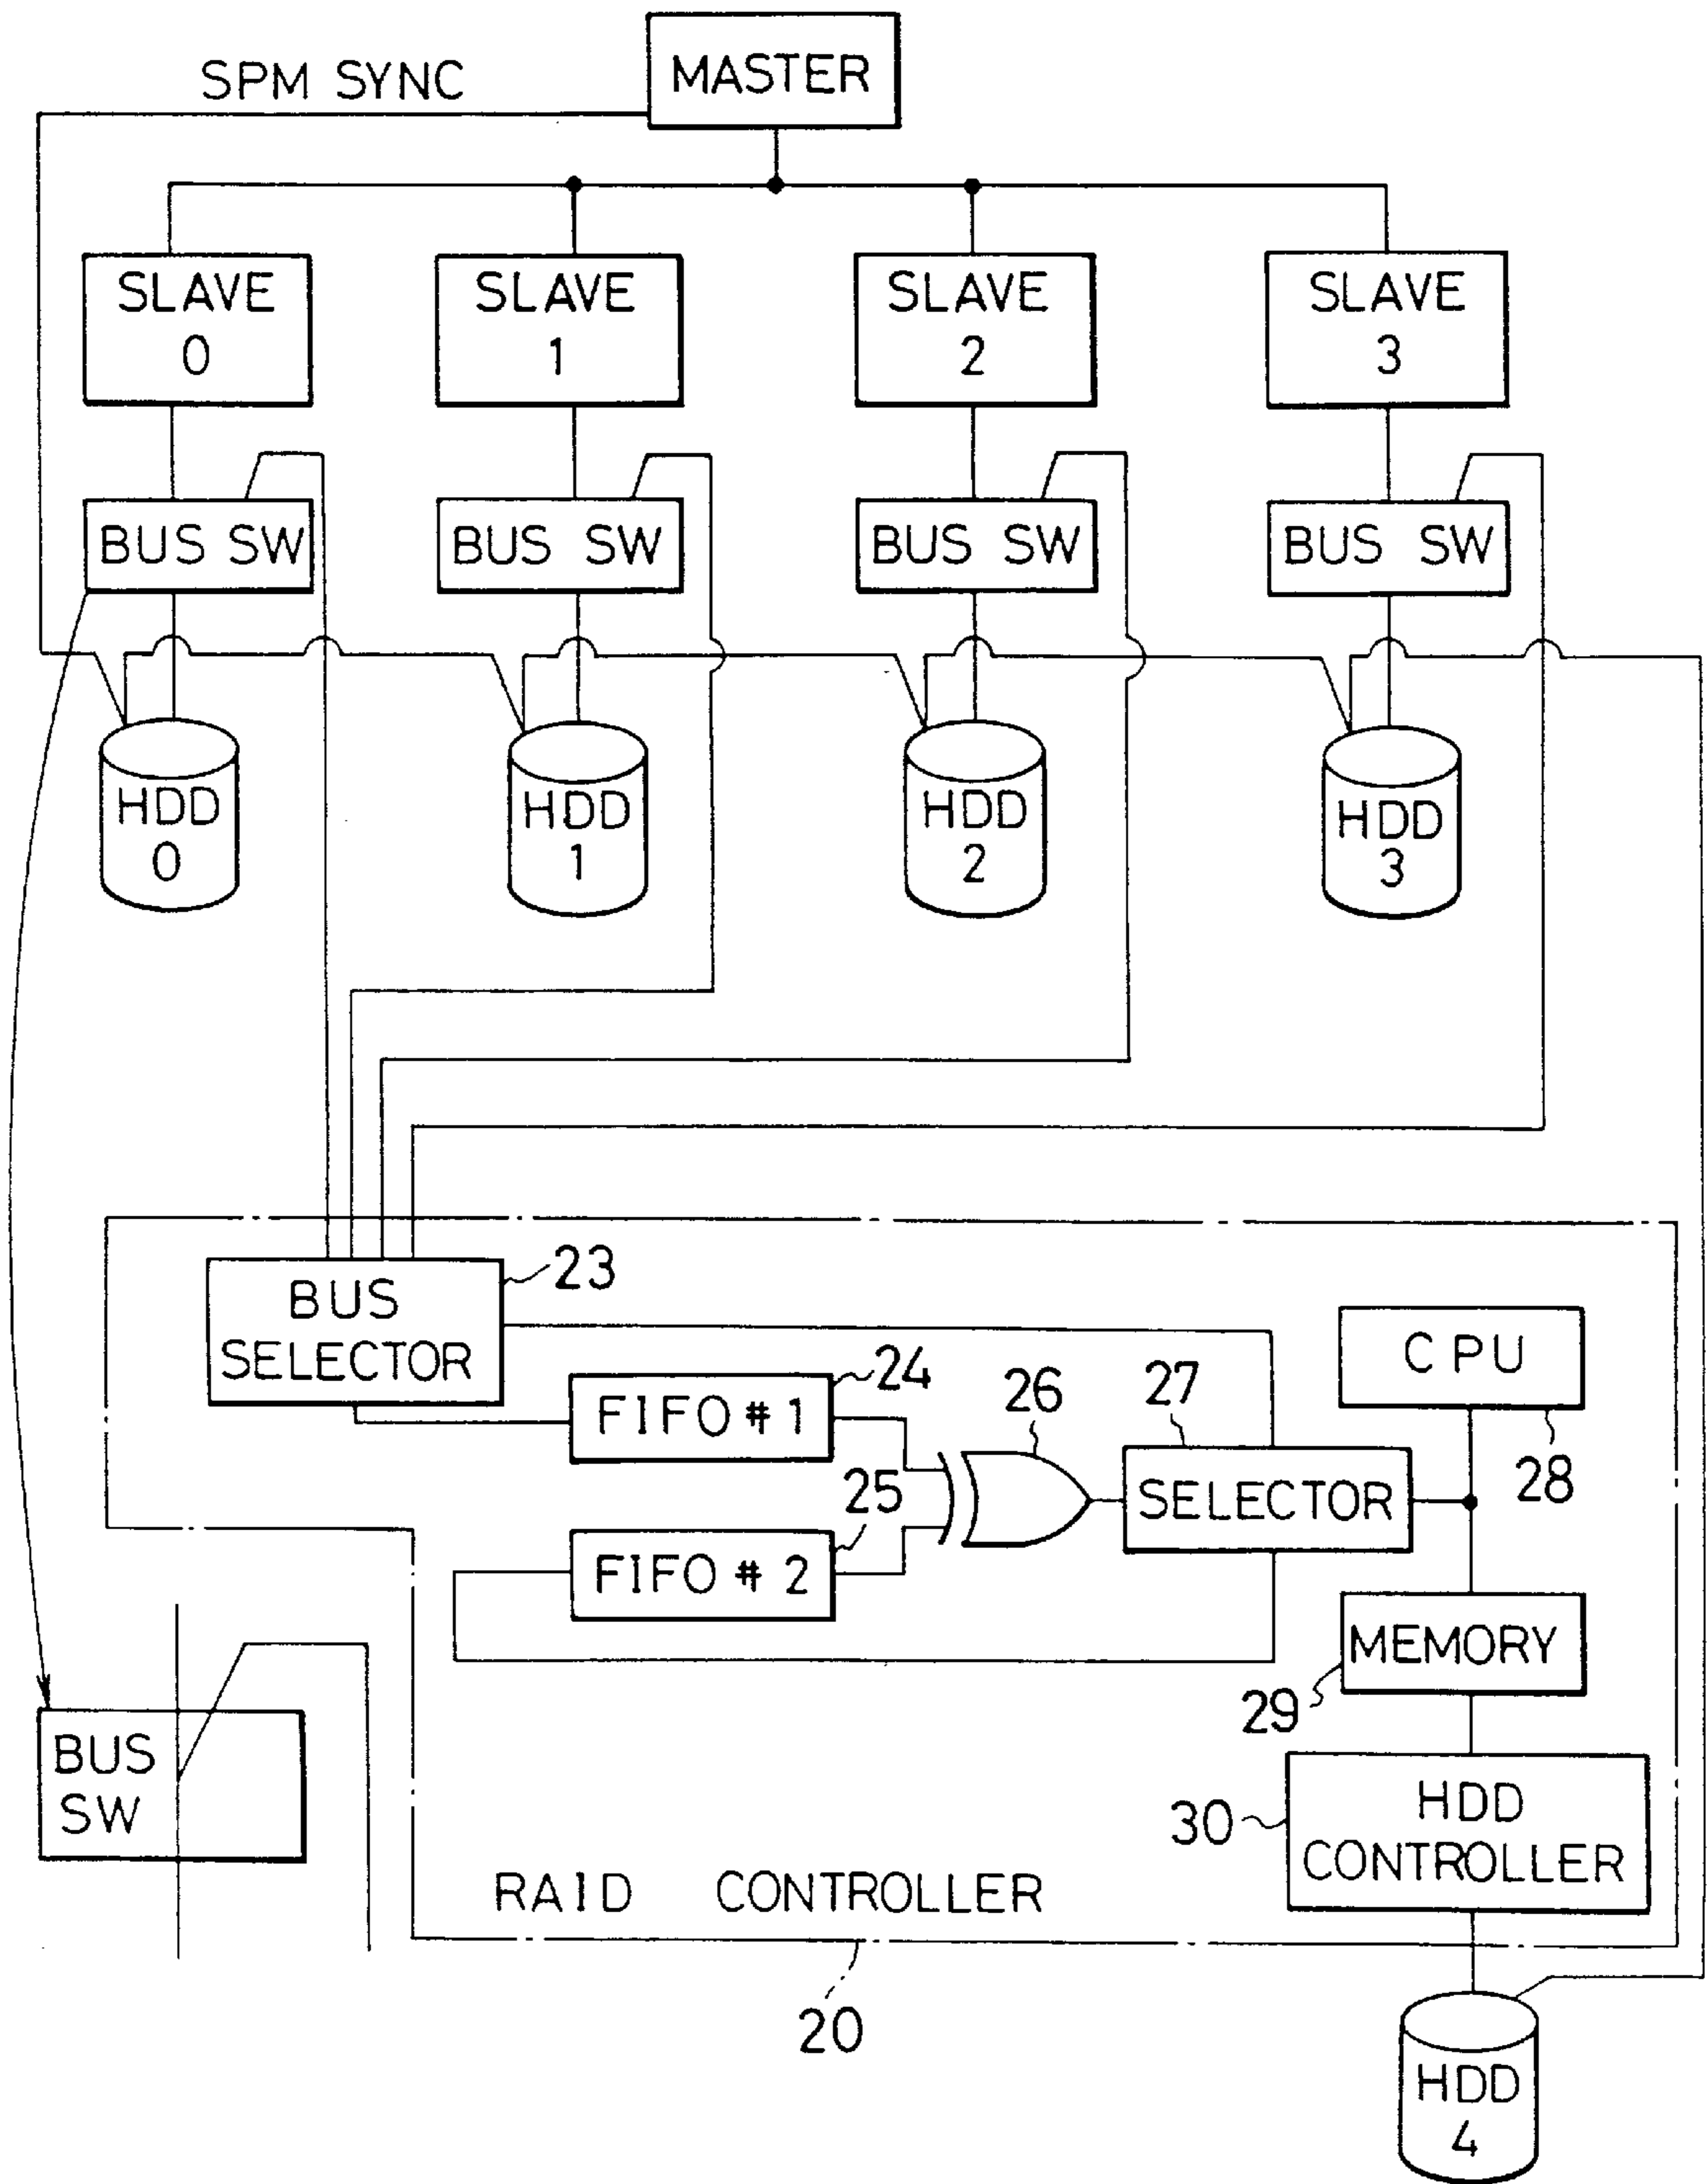 MASTER
SPM SYNC
SLAVE
0
SLAVE
1
SLAVE
2
SLAVE
3
BUS SW
BUS SW
BUS SW
BUS SW
HDD
0
HDD
1
HDD
2
HDD
3
BUS
SELECTOR
23
FIFO # 1
24
26
27
SELECTOR
CPU
28
25
FIFO # 2
MEMORY
29
BUS
SW
30
HDD
CONTROLLER
RAID CONTROLLER
20
HDD
4